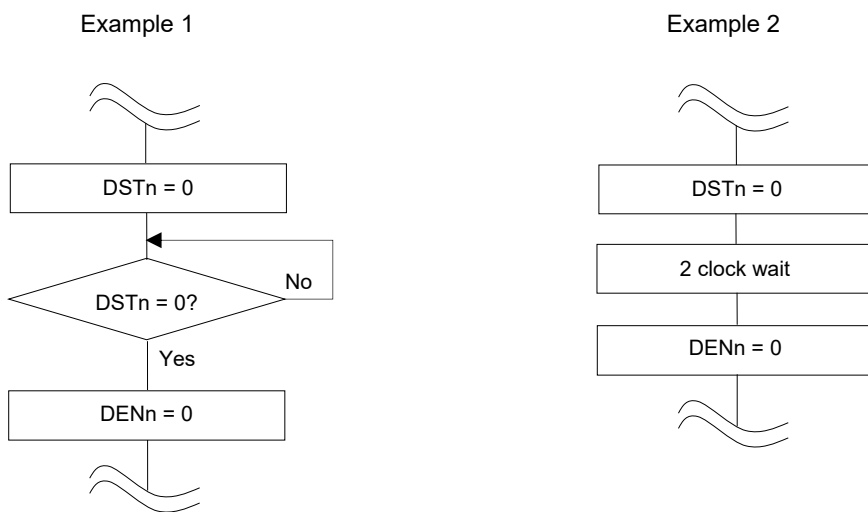 Example 1
DSTn = 0
DSTn = 0?
No
Yes
DENn = 0
Example 2
DSTn = 0
2 clock wait
DENn = 0